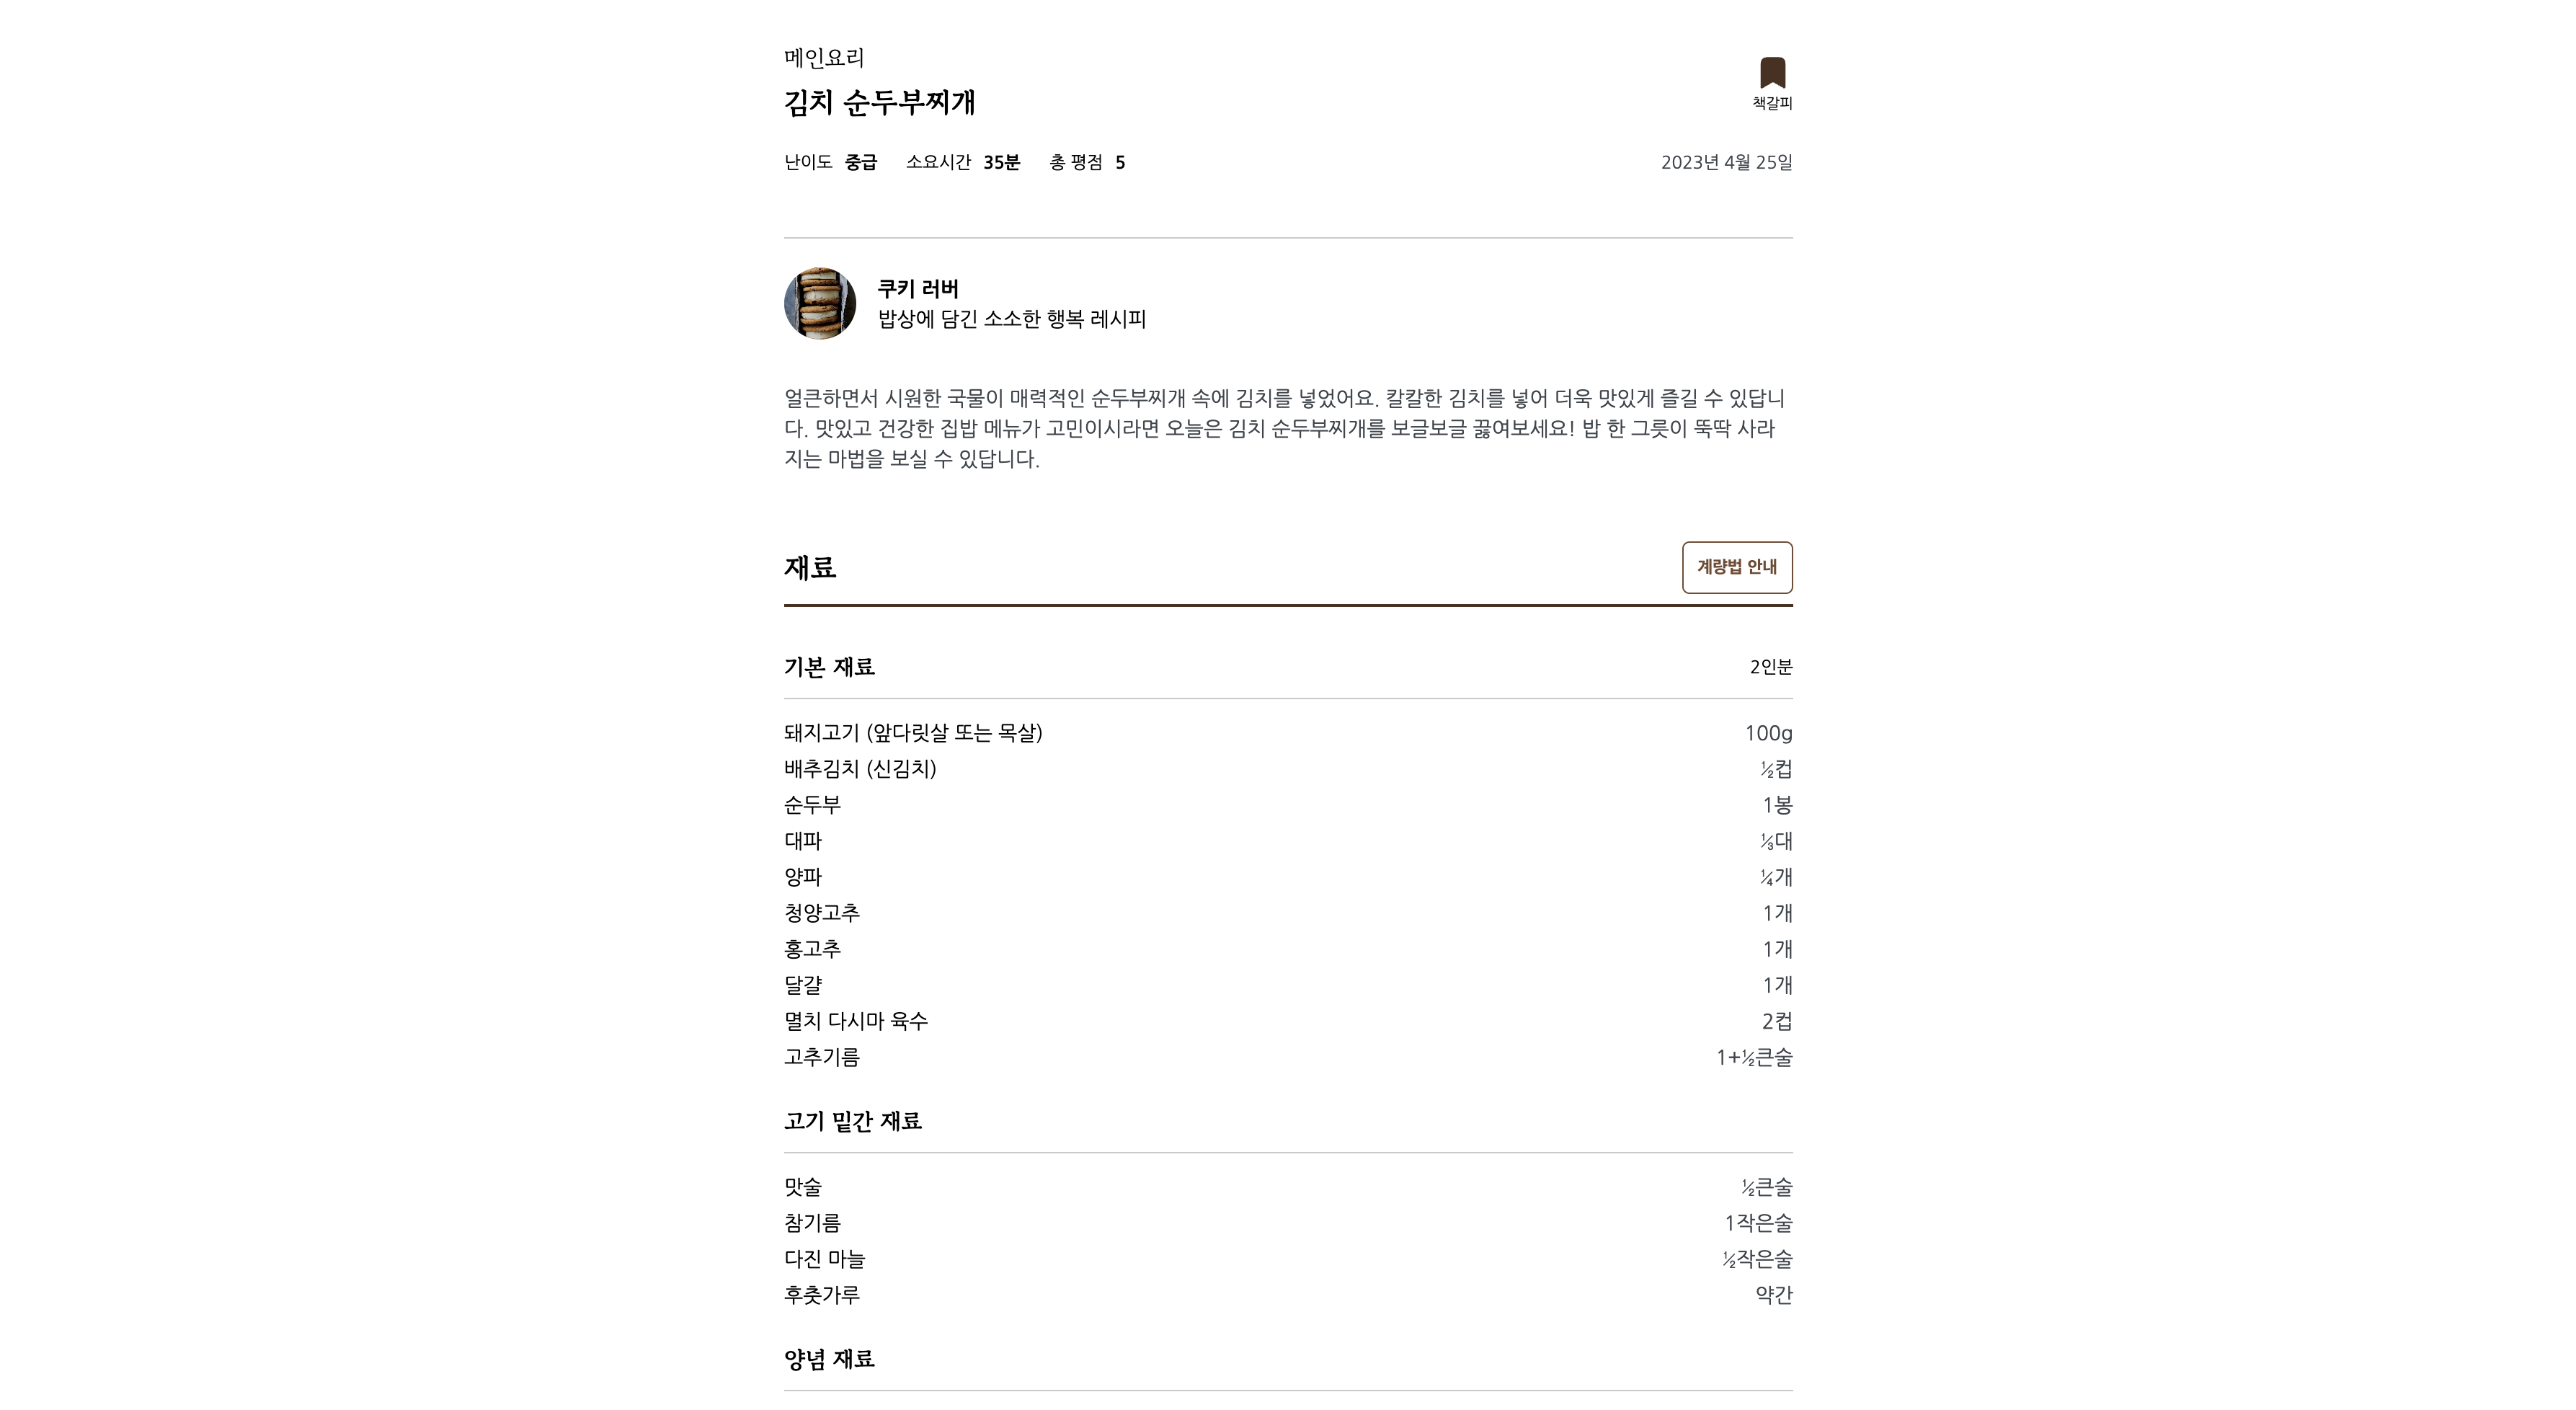 메인요리
김치 순두부찌개
책갈피
난이도 중급 소요시간 35분 총 평점 5 2023년 4월 25일
쿠키 러버
밥상에 담긴 소소한 행복 레시피
얼큰하면서 시원한 국물이 매력적인 순두부찌개 속에 김치를 넣었어요. 칼칼한 김치를 넣어 더욱 맛있게 즐길 수 있답니
다. 맛있고 건강한 집밥 메뉴가 고민이시라면 오늘은 김치 순두부찌개를 보글보글 끓여보세요! 밥 한 그릇이 뚝딱 사라
지는 마법을 보실 수 있답니다.
재료 계량법 안내
기본 재료 2인분
돼지고기 (앞다릿살 또는 목살) 100g
배추김치 (신김치) ½컵
순두부 1봉
대파 ⅓대
양파 ¼개
청양고추 1개
홍고추 1개
달걀 1개
멸치 다시마 육수 2컵
고추기름 1+½큰술
고기 밑간 재료
맛술 ½큰술
참기름 1작은술
다진 마늘 ½작은술
후춧가루 약간
양념 재료